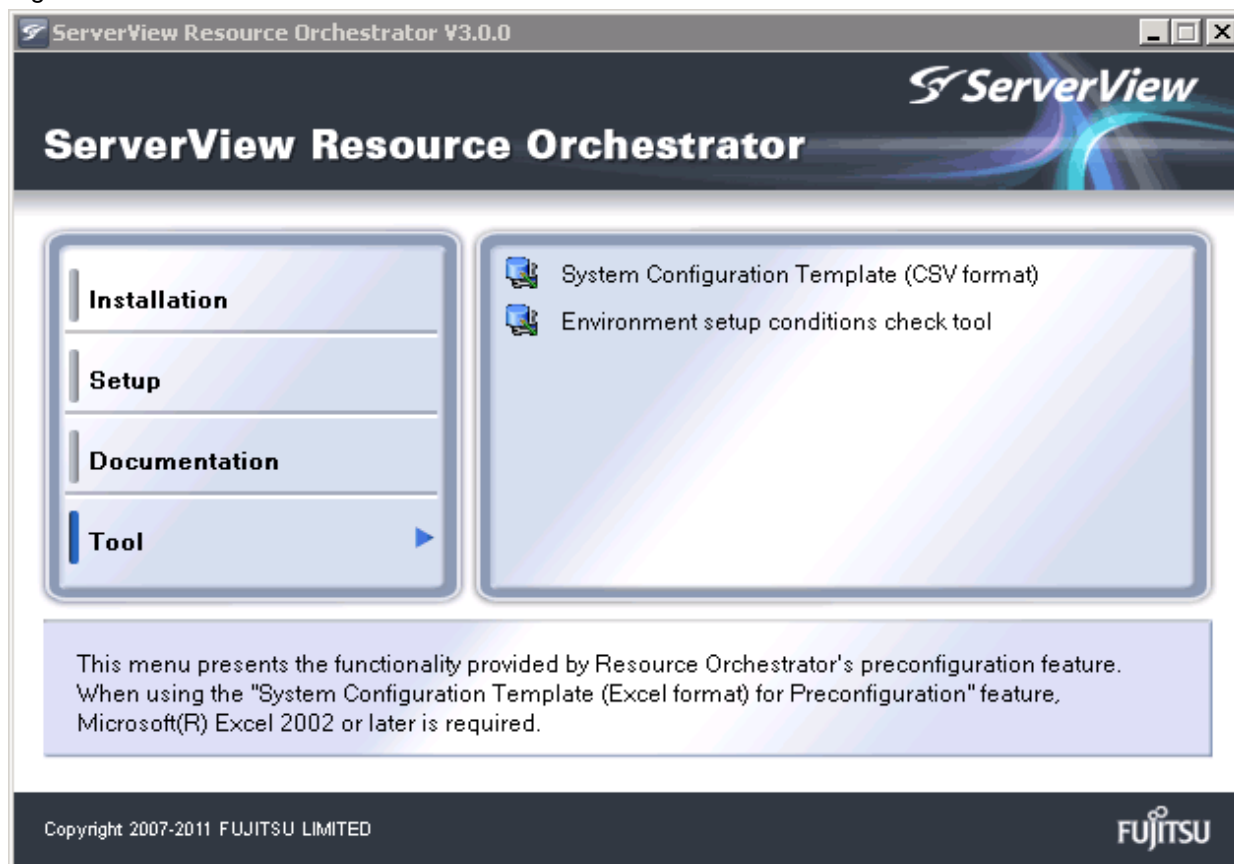 ServerView Resource Orchestrator V3.0.0
ServerView
ServerView Resource Orchestrator
Installation
Setup
Documentation
Tool
System Configuration Template (CSV format)
Environment setup conditions check tool
This menu presents the functionality provided by Resource Orchestrator's preconfiguration feature.
When using the "System Configuration Template (Excel format) for Preconfiguration" feature,
Microsoft(R) Excel 2002 or later is required.
Copyright 2007-2011 FUJITSU LIMITED
FUJITSU